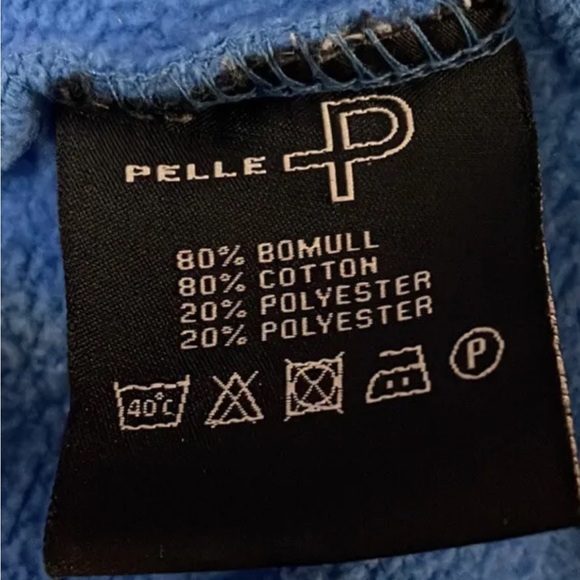 PELLE P
80% BOMULL
80% COTTON
20% POLYESTER
20% POLYESTER
40°C
P